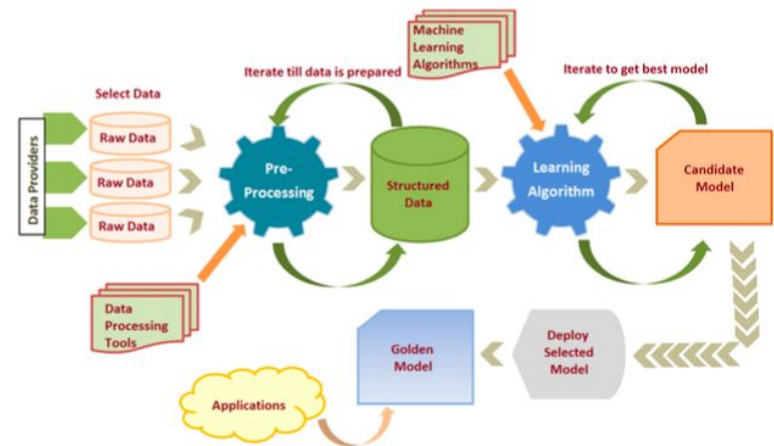 Machine
Learning
Algorithms
Iterate till data is prepared
Iterate to get best model
Select Data
Data Providers
Raw Data
Raw Data
Raw Data
Pre-
Processing
Structured
Data
Learning
Algorithm
Candidate
Model
Data
Processing
Tools
Golden
Model
Deploy
Selected
Model
Applications